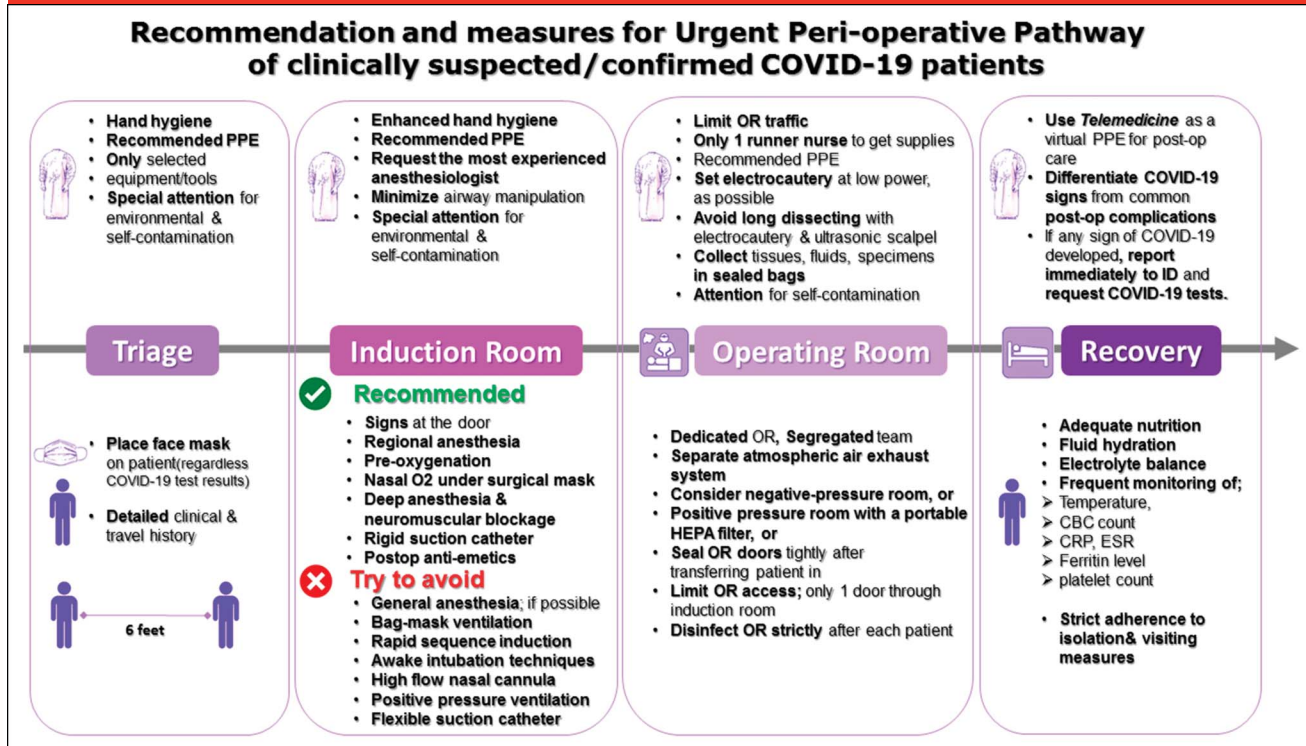 Recommendation and measures for Urgent Peri-operative Pathway
of clinically suspected/confirmed COVID-19 patients
• Hand hygiene
• Recommended PPE
• Only selected
• equipment/tools
• Special attention for
environmental &
self-contamination
Triage
• Place face mask
on patient(regardless
COVID-19 test results)
• Detailed clinical &
travel history
6 feet
• Enhanced hand hygiene
• Recommended PPE
• Request the most experienced
anesthesiologist
• Minimize airway manipulation
• Special attention for
environmental &
self-contamination
Induction Room
Recommended
• Signs at the door
• Regional anesthesia
• Pre-oxygenation
• Nasal O2 under surgical mask
• Deep anesthesia &
neuromuscular blockage
• Rigid suction catheter
• Postop anti-emetics
Try to avoid
• General anesthesia; if possible
• Bag-mask ventilation
• Rapid sequence induction
• Awake intubation techniques
• High flow nasal cannula
• Positive pressure ventilation
• Flexible suction catheter
• Limit OR traffic
• Only 1 runner nurse to get supplies
• Recommended PPE
• Set electrocautery at low power,
as possible
• Avoid long dissecting with
electrocautery & ultrasonic scalpel
• Collect tissues, fluids, specimens
in sealed bags
• Attention for self-contamination
Operating Room
• Dedicated OR, Segregated team
• Separate atmospheric air exhaust
system
• Consider negative-pressure room, or
• Positive pressure room with a portable
HEPA filter, or
• Seal OR doors tightly after
transferring patient in
• Limit OR access; only 1 door through
induction room
• Disinfect OR strictly after each patient
• Use Telemedicine as a
virtual PPE for post-op
care
• Differentiate COVID-19
signs from common
post-op complications
• If any sign of COVID-19
developed, report
immediately to ID and
request COVID-19 tests.
Recovery
• Adequate nutrition
• Fluid hydration
• Electrolyte balance
• Frequent monitoring of;
➢ Temperature,
➢ CBC count
➢ CRP, ESR
➢ Ferritin level
➢ platelet count
• Strict adherence to
isolation& visiting
measures